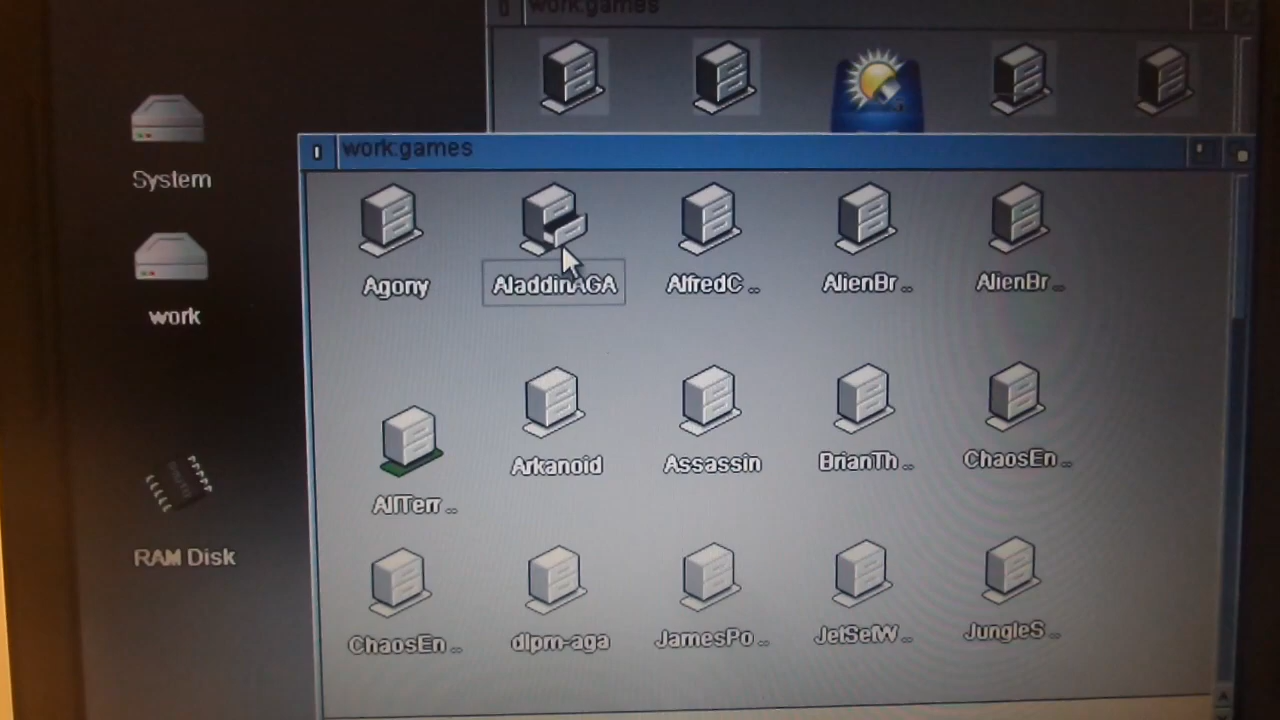 work:games
System
work:games
Agony
AladdinAGA
AlfredC ..
AlienBr ..
AlienBr ..
work
Arkanoid
Assassin
BrianTh ..
ChaosEn ..
AllTerr ..
RAM Disk
ChaosEn ..
dlprn-aga
JamesPo ..
JetSetW ..
JungleS ..